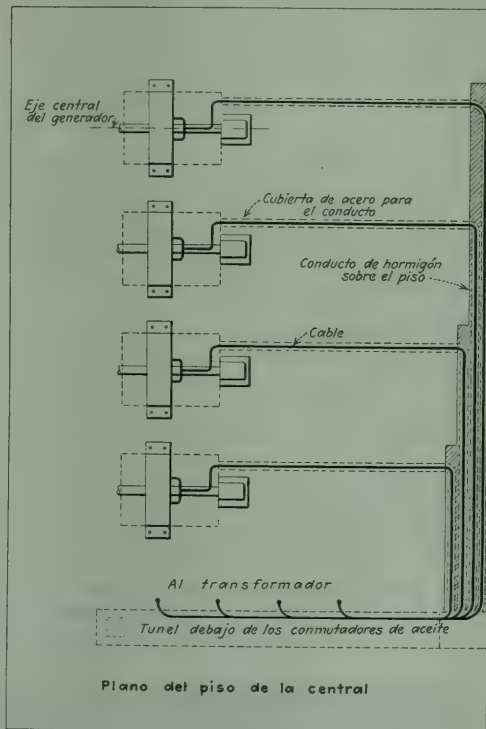 Eje central
del generador
Cubierta de acero para
el conducto
Conducto de hormigón
sobre el piso
Cable
Al transformador
Tunel debajo de los conmutadores de aceite
Plano del piso de la central